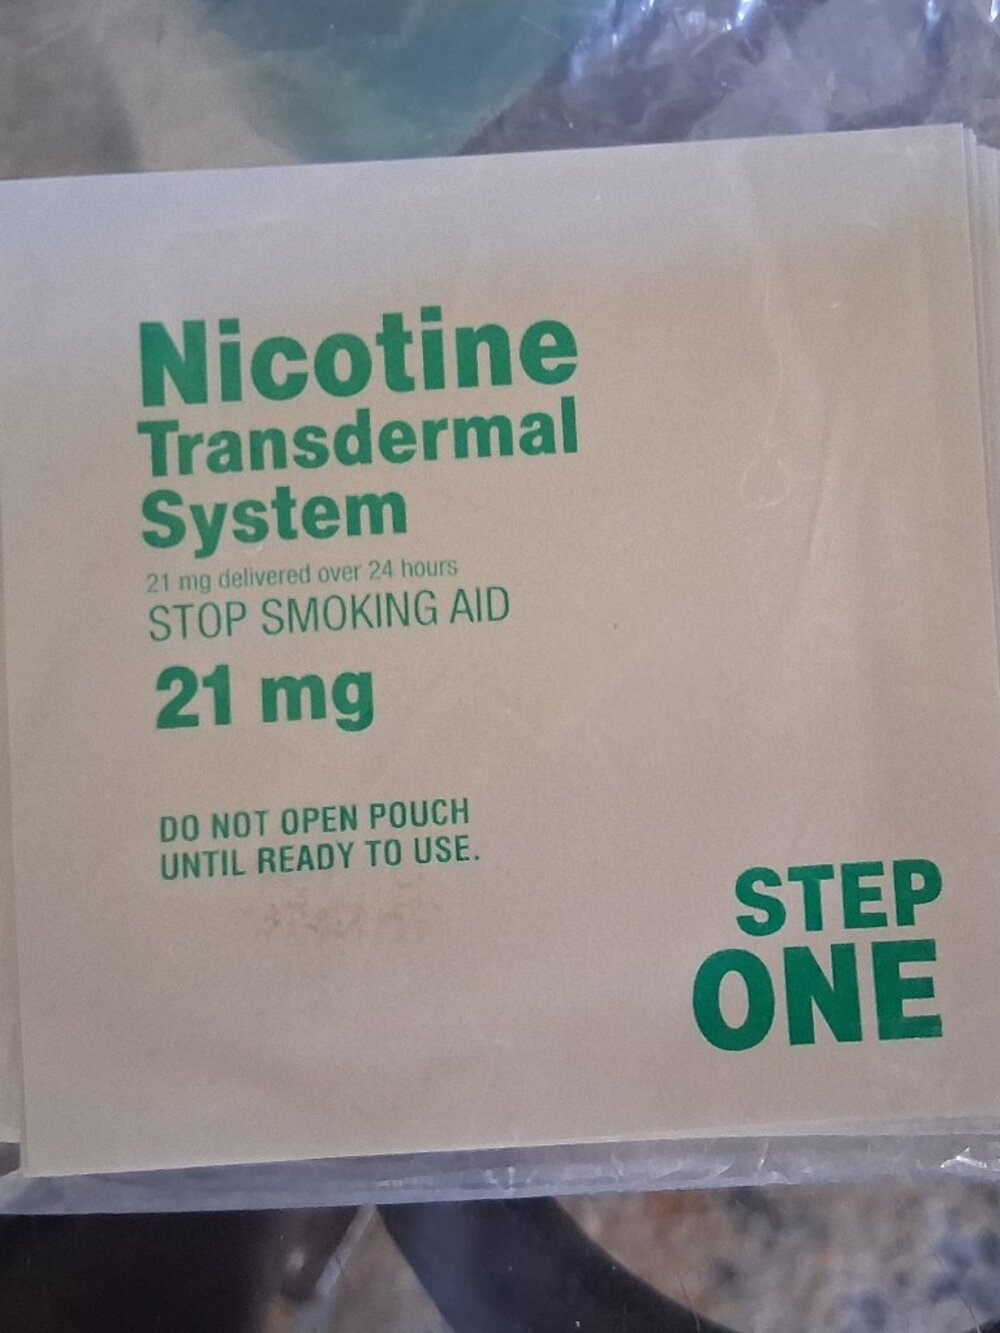 Nicotine
Transdermal
System
21 mg delivered over 24 hours
STOP SMOKING AID
21 mg
DO NOT OPEN POUCH
UNTIL READY TO USE.
STEP
ONE